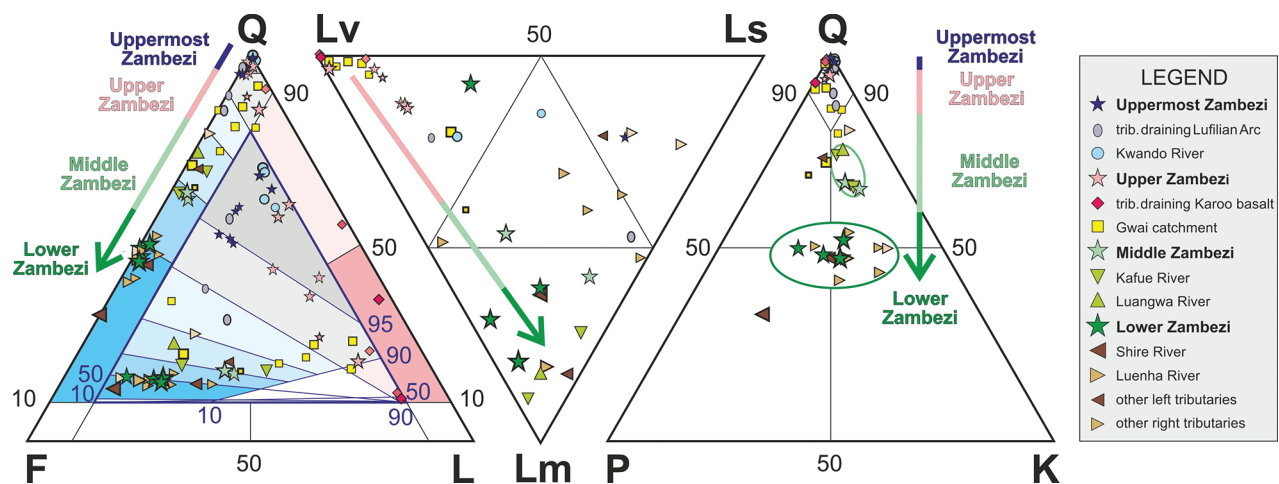 Q
Lv
50
Ls
Q
Uppermost
Zambezi
Upper
Zambezi
90
Middle
Zambezi
Lower
Zambezi
50
95
90
50
10
50
10
10
90
10
F
50
L
Lm
Uppermost
Zambezi
Upper
Zambezi
90
90
Middle
Zambezi
50
50
Lower
Zambezi
P
50
K
LEGEND
Uppermost Zambezi
trib. draining Lufilian Arc
Kwando River
Upper Zambezi
trib. draining Karoo basalt
Gwai catchment
Middle Zambezi
Kafue River
Luangwa River
Lower Zambezi
Shire River
Luenha River
other left tributaries
other right tributaries